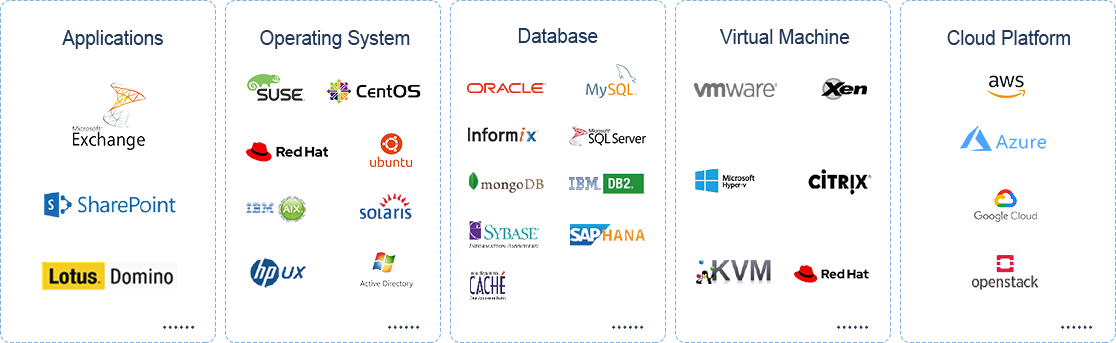 Applications
Microsoft
Exchange
SharePoint
Lotus. Domino
......
Operating System
SUSE
CentOS
Red Hat
ubuntu
IBM AIX
solaris
hp UX
Active Directory
......
Database
ORACLE
MySQL
Informix
Microsoft
SQL Server
mongoDB
IBM DB2.
SYBASE
SAP HANA
CACHÉ
......
Virtual Machine
vmware
Xen
Microsoft
Hyper-v
CITRIX
KVM
Red Hat
......
Cloud Platform
aws
Azure
Google Cloud
openstack
......